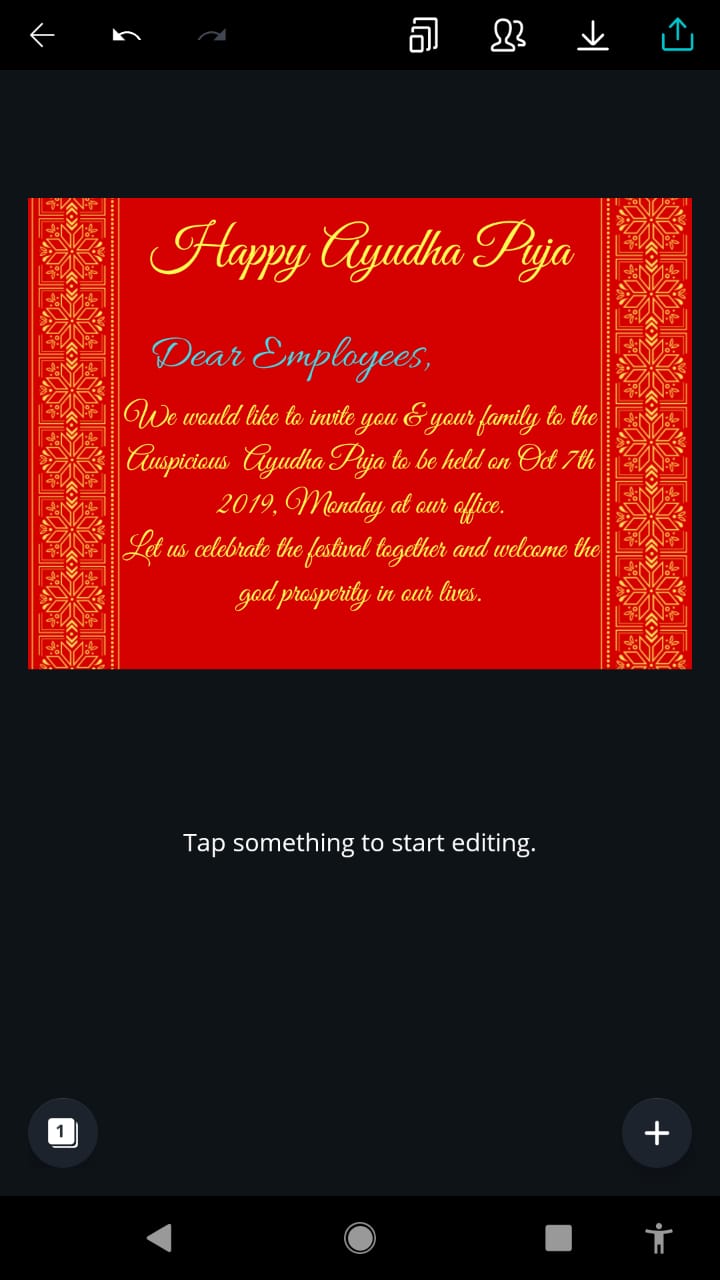 Happy Ayudha Puja
Dear Employees,
We would like to invite you & your family to the
Auspicious Ayudha Puja to be held on Oct 7th
2019, Monday at our office.
Let us celebrate the festival together and welcome the
god prosperity in our lives.
Tap something to start editing.
1